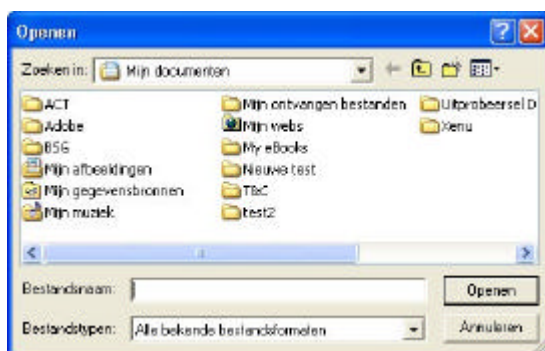 Openen
Zoeken in: Mijn documenten
ACT
Adobe
BSG
Mijn afbeeldingen
Mijn gegevensbronnen
Mijn muziek
Mijn ontvangen bestanden
Mijn webs
My eBooks
Nieuwe test
T&C
test2
Uitprobeersel D
Xenu
Bestandsnaam:
Openen
Bestandstypen: Alle bekende bestandsformaten
Annuleren